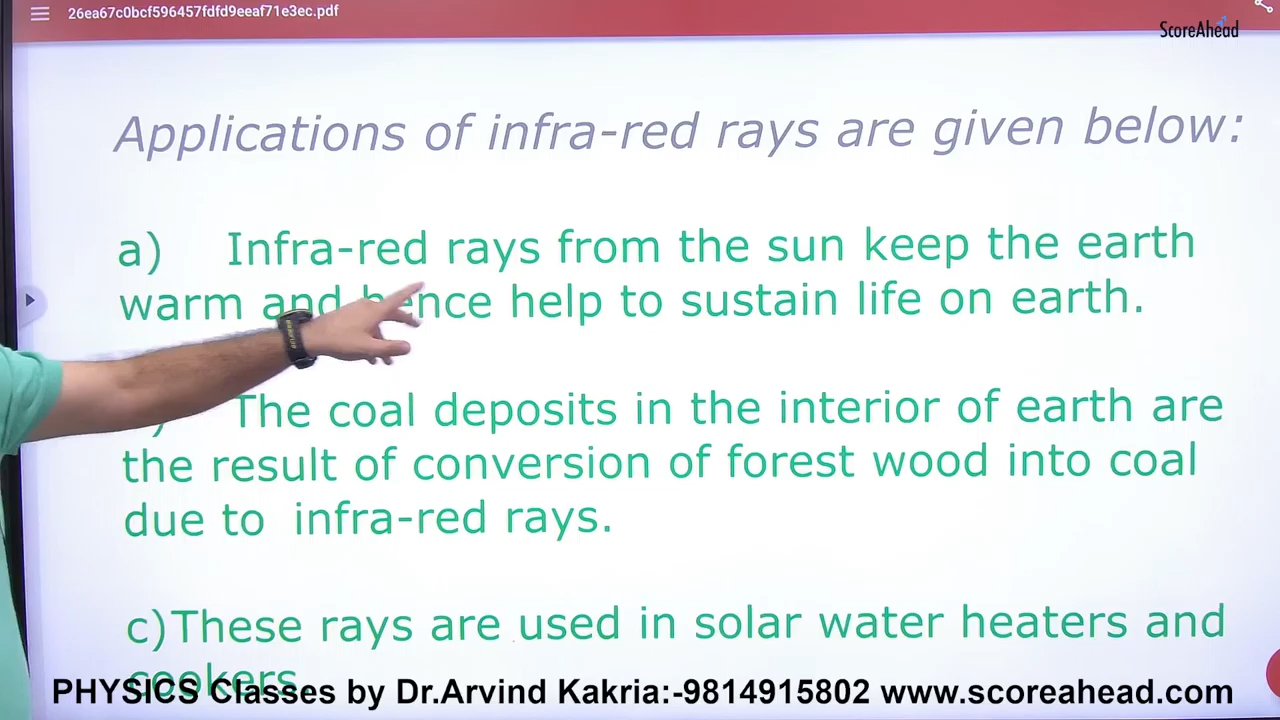 26ea67c0bcf596457fdfd9eeaf71e3ec.pdf
ScoreAhead
Applications of infra-red rays are given below:
a) Infra-red rays from the sun keep the earth
warm and hence help to sustain life on earth.
) The coal deposits in the interior of earth are
the result of conversion of forest wood into coal
due to infra-red rays.
c)These rays are used in solar water heaters and
cookers
PHYSICS Classes by Dr.Arvind Kakria:-9814915802 www.scoreahead.com